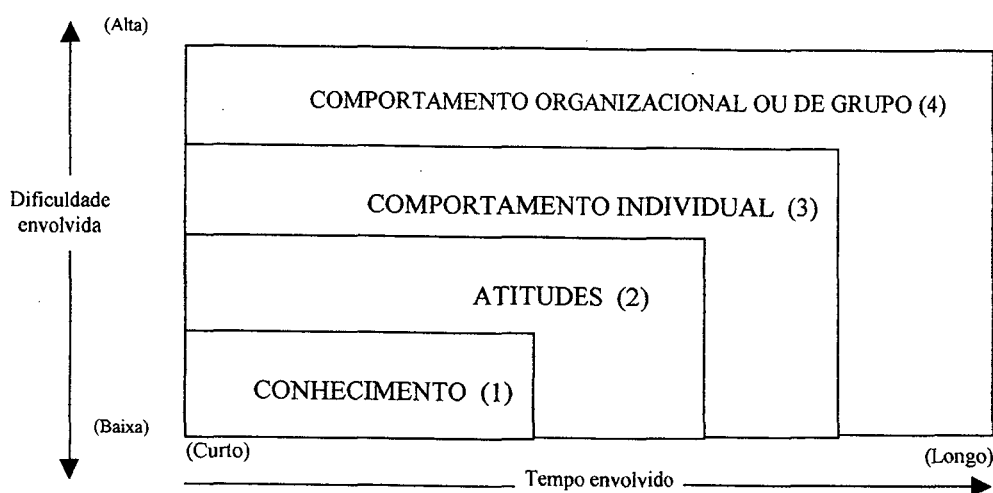 (Alta)
COMPORTAMENTO ORGANIZACIONAL OU DE GRUPO (4)
Dificuldade
envolvida
COMPORTAMENTO INDIVIDUAL (3)
ATITUDES (2)
CONHECIMENTO (1)
(Baixa)
(Curto)
(Longo)
Tempo envolvido